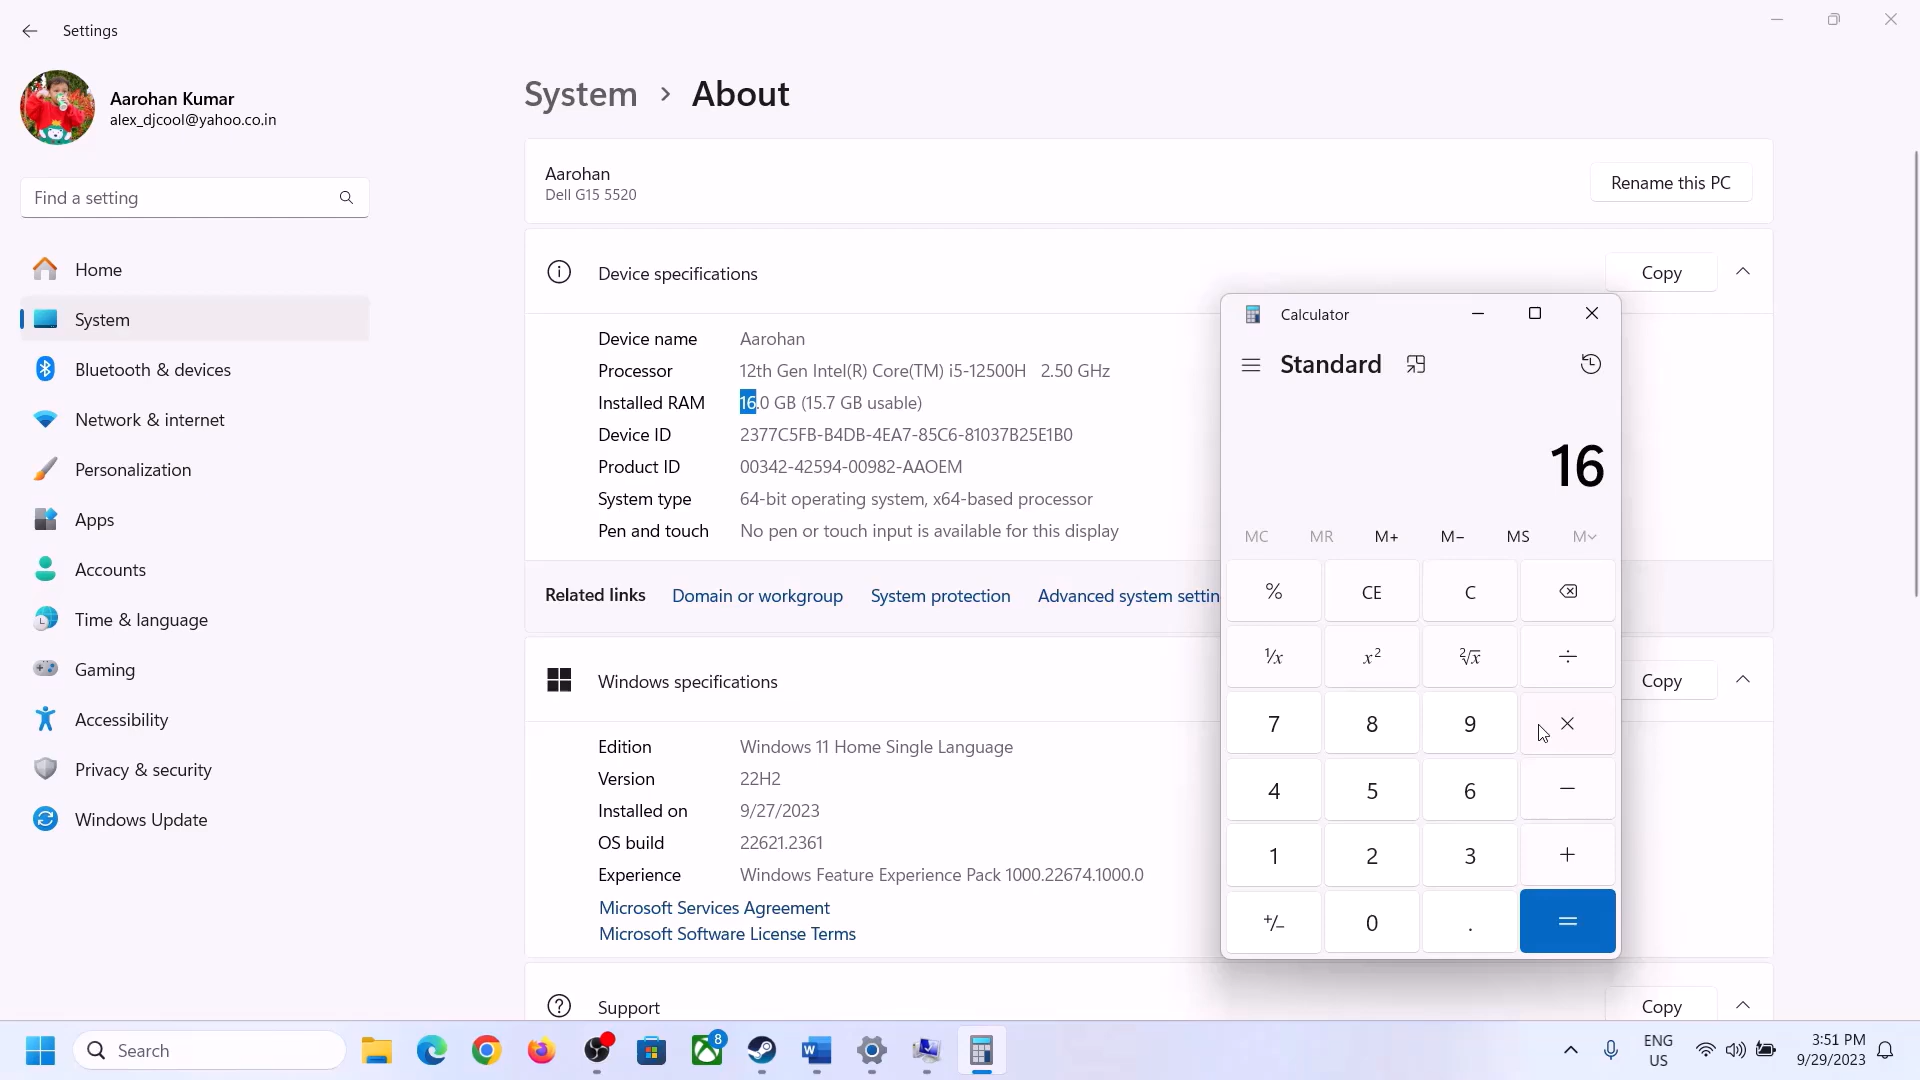 Settings
Aarohan Kumar
alex_djcool@yahoo.co.in
Find a setting
Home
System
Bluetooth & devices
Network & internet
Personalization
Apps
Accounts
Time & language
Gaming
Accessibility
Privacy & security
Windows Update
System > About
Aarohan
Dell G15 5520
Rename this PC
Device specifications
Copy
Device name Aarohan
Processor 12th Gen Intel(R) Core(TM) i5-12500H 2.50 GHz
Installed RAM 16.0 GB (15.7 GB usable)
Device ID 2377C5FB-B4DB-4EA7-85C6-81037B25E1B0
Product ID 00342-42594-00982-AAOEM
System type 64-bit operating system, x64-based processor
Pen and touch No pen or touch input is available for this display
Related links Domain or workgroup System protection Advanced system settin
Windows specifications
Copy
Edition Windows 11 Home Single Language
Version 22H2
Installed on 9/27/2023
OS build 22621.2361
Experience Windows Feature Experience Pack 1000.22674.1000.0
Microsoft Services Agreement
Microsoft Software License Terms
Support
Copy
Calculator
Standard
16
MC MR M+ M− MS M
% CE C
¹/x x² ²√x ÷
7 8 9 ×
4 5 6 −
1 2 3 +
+/− 0 . =
Search
8
W
ENG
US
3:51 PM
9/29/2023